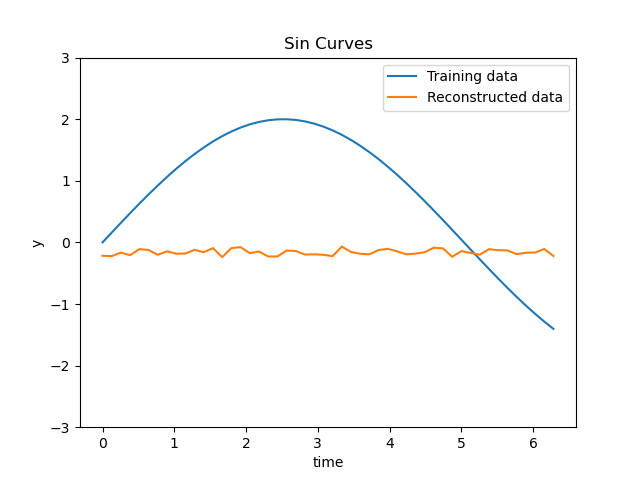 Sin Curves
Training data
Reconstructed data
3
2
1
0
−1
−2
−3
y
0 1 2 3 4 5 6
time